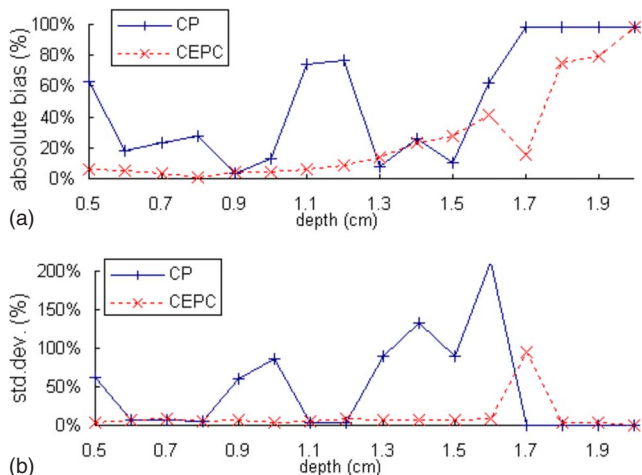 absolute bias (%)
100%
80%
60%
40%
20%
0%
CP
CEPC
0.5 0.7 0.9 1.1 1.3 1.5 1.7 1.9
depth (cm)
(a)
std.dev. (%)
200%
150%
100%
50%
0%
CP
CEPC
0.5 0.7 0.9 1.1 1.3 1.5 1.7 1.9
depth (cm)
(b)